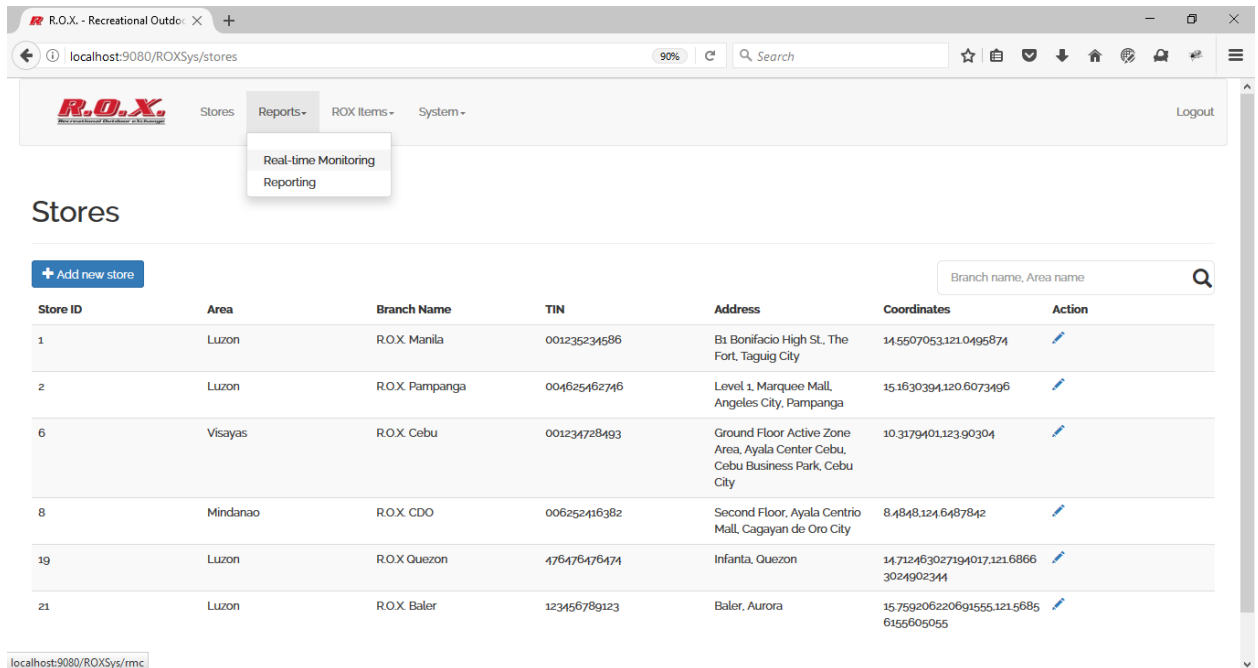 R.O.X. - Recreational Outdoo
localhost:9080/ROXSys/stores
90%
Search
R.O.X.
Recreational Outdoor eXchange
Stores
Reports
ROX Items
System
Logout
Real-time Monitoring
Reporting
Stores
Add new store
Branch name, Area name
Store ID Area Branch Name TIN Address Coordinates Action
1 Luzon R.O.X. Manila 001235234586 B1 Bonifacio High St., The 14.5507053,121.0495874
Fort, Taguig City
2 Luzon R.O.X. Pampanga 004625462746 Level 1, Marquee Mall, 15.1630394,120.6073496
Angeles City, Pampanga
6 Visayas R.O.X. Cebu 001234728493 Ground Floor Active Zone 10.3179401,123.90304
Area, Ayala Center Cebu,
Cebu Business Park, Cebu
City
8 Mindanao R.O.X. CDO 006252416382 Second Floor, Ayala Centrio 8.4848,124.6487842
Mall, Cagayan de Oro City
19 Luzon R.O.X Quezon 476476476474 Infanta, Quezon 14.712463027194017,121.6866
3024902344
21 Luzon R.O.X. Baler 123456789123 Baler, Aurora 15.759206220691555,121.5685
6155605055
localhost:9080/ROXSys/rmc